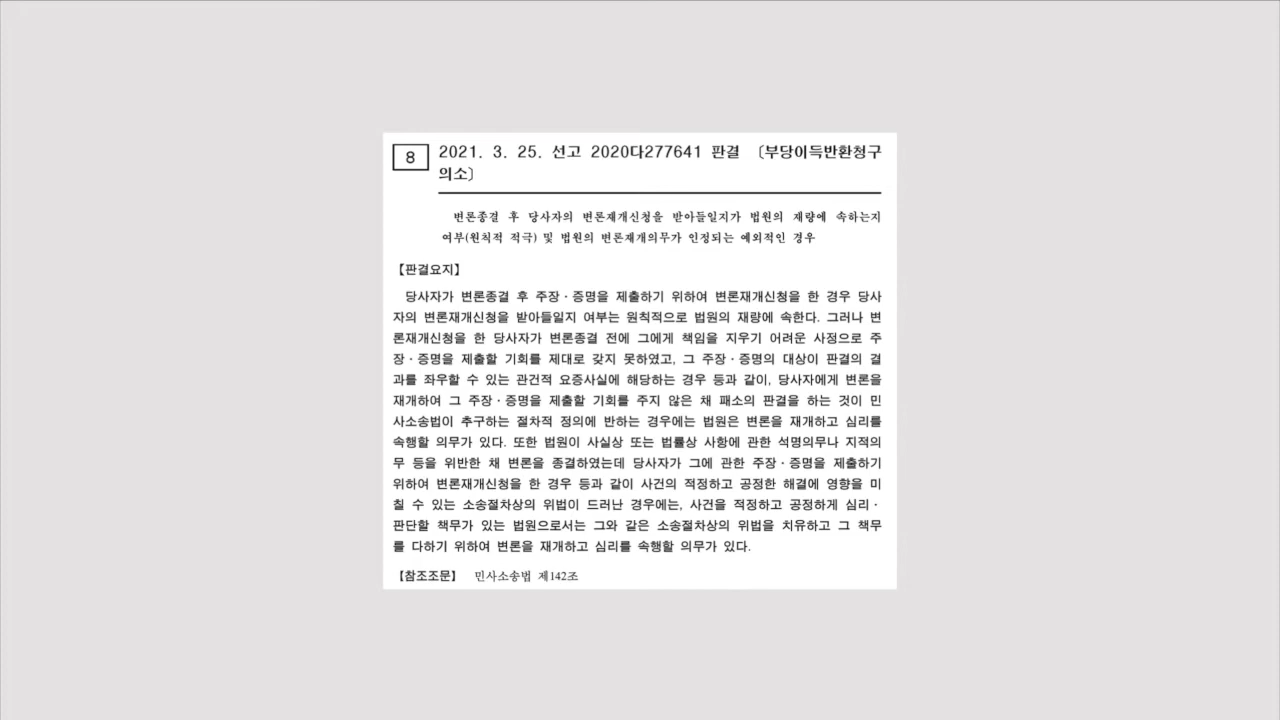 8
2021. 3. 25. 선고 2020다277641 판결 〔부당이득반환청구
의소〕
변론종결 후 당사자의 변론재개신청을 받아들일지가 법원의 재량에 속하는지
여부(원칙적 적극) 및 법원의 변론재개의무가 인정되는 예외적인 경우
【판결요지】
당사자가 변론종결 후 주장·증명을 제출하기 위하여 변론재개신청을 한 경우 당사
자의 변론재개신청을 받아들일지 여부는 원칙적으로 법원의 재량에 속한다. 그러나 변
론재개신청을 한 당사자가 변론종결 전에 그에게 책임을 지우기 어려운 사정으로 주
장·증명을 제출할 기회를 제대로 갖지 못하였고, 그 주장·증명의 대상이 판결의 결
과를 좌우할 수 있는 관건적 요증사실에 해당하는 경우 등과 같이, 당사자에게 변론을
재개하여 그 주장·증명을 제출할 기회를 주지 않은 채 패소의 판결을 하는 것이 민
사소송법이 추구하는 절차적 정의에 반하는 경우에는 법원은 변론을 재개하고 심리를
속행할 의무가 있다. 또한 법원이 사실상 또는 법률상 사항에 관한 석명의무나 지적의
무 등을 위반한 채 변론을 종결하였는데 당사자가 그에 관한 주장·증명을 제출하기
위하여 변론재개신청을 한 경우 등과 같이 사건의 적정하고 공정한 해결에 영향을 미
칠 수 있는 소송절차상의 위법이 드러난 경우에는, 사건을 적정하고 공정하게 심리·
판단할 책무가 있는 법원으로서는 그와 같은 소송절차상의 위법을 치유하고 그 책무
를 다하기 위하여 변론을 재개하고 심리를 속행할 의무가 있다.
【참조조문】 민사소송법 제142조